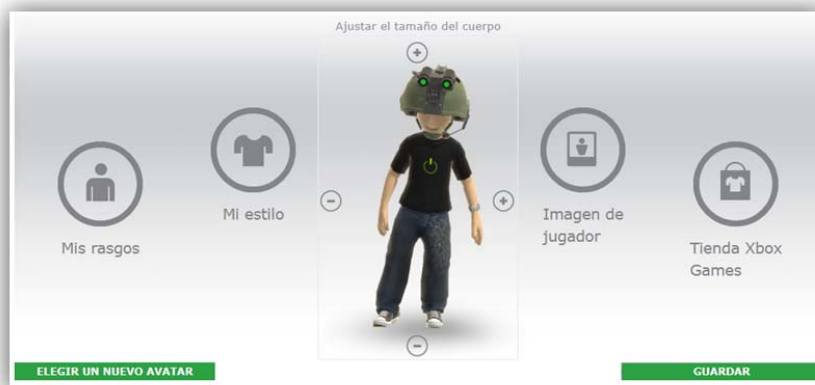 Ajustar el tamaño del cuerpo
Mis rasgos
Mi estilo
Imagen de
jugador
Tienda Xbox
Games
ELEGIR UN NUEVO AVATAR
GUARDAR